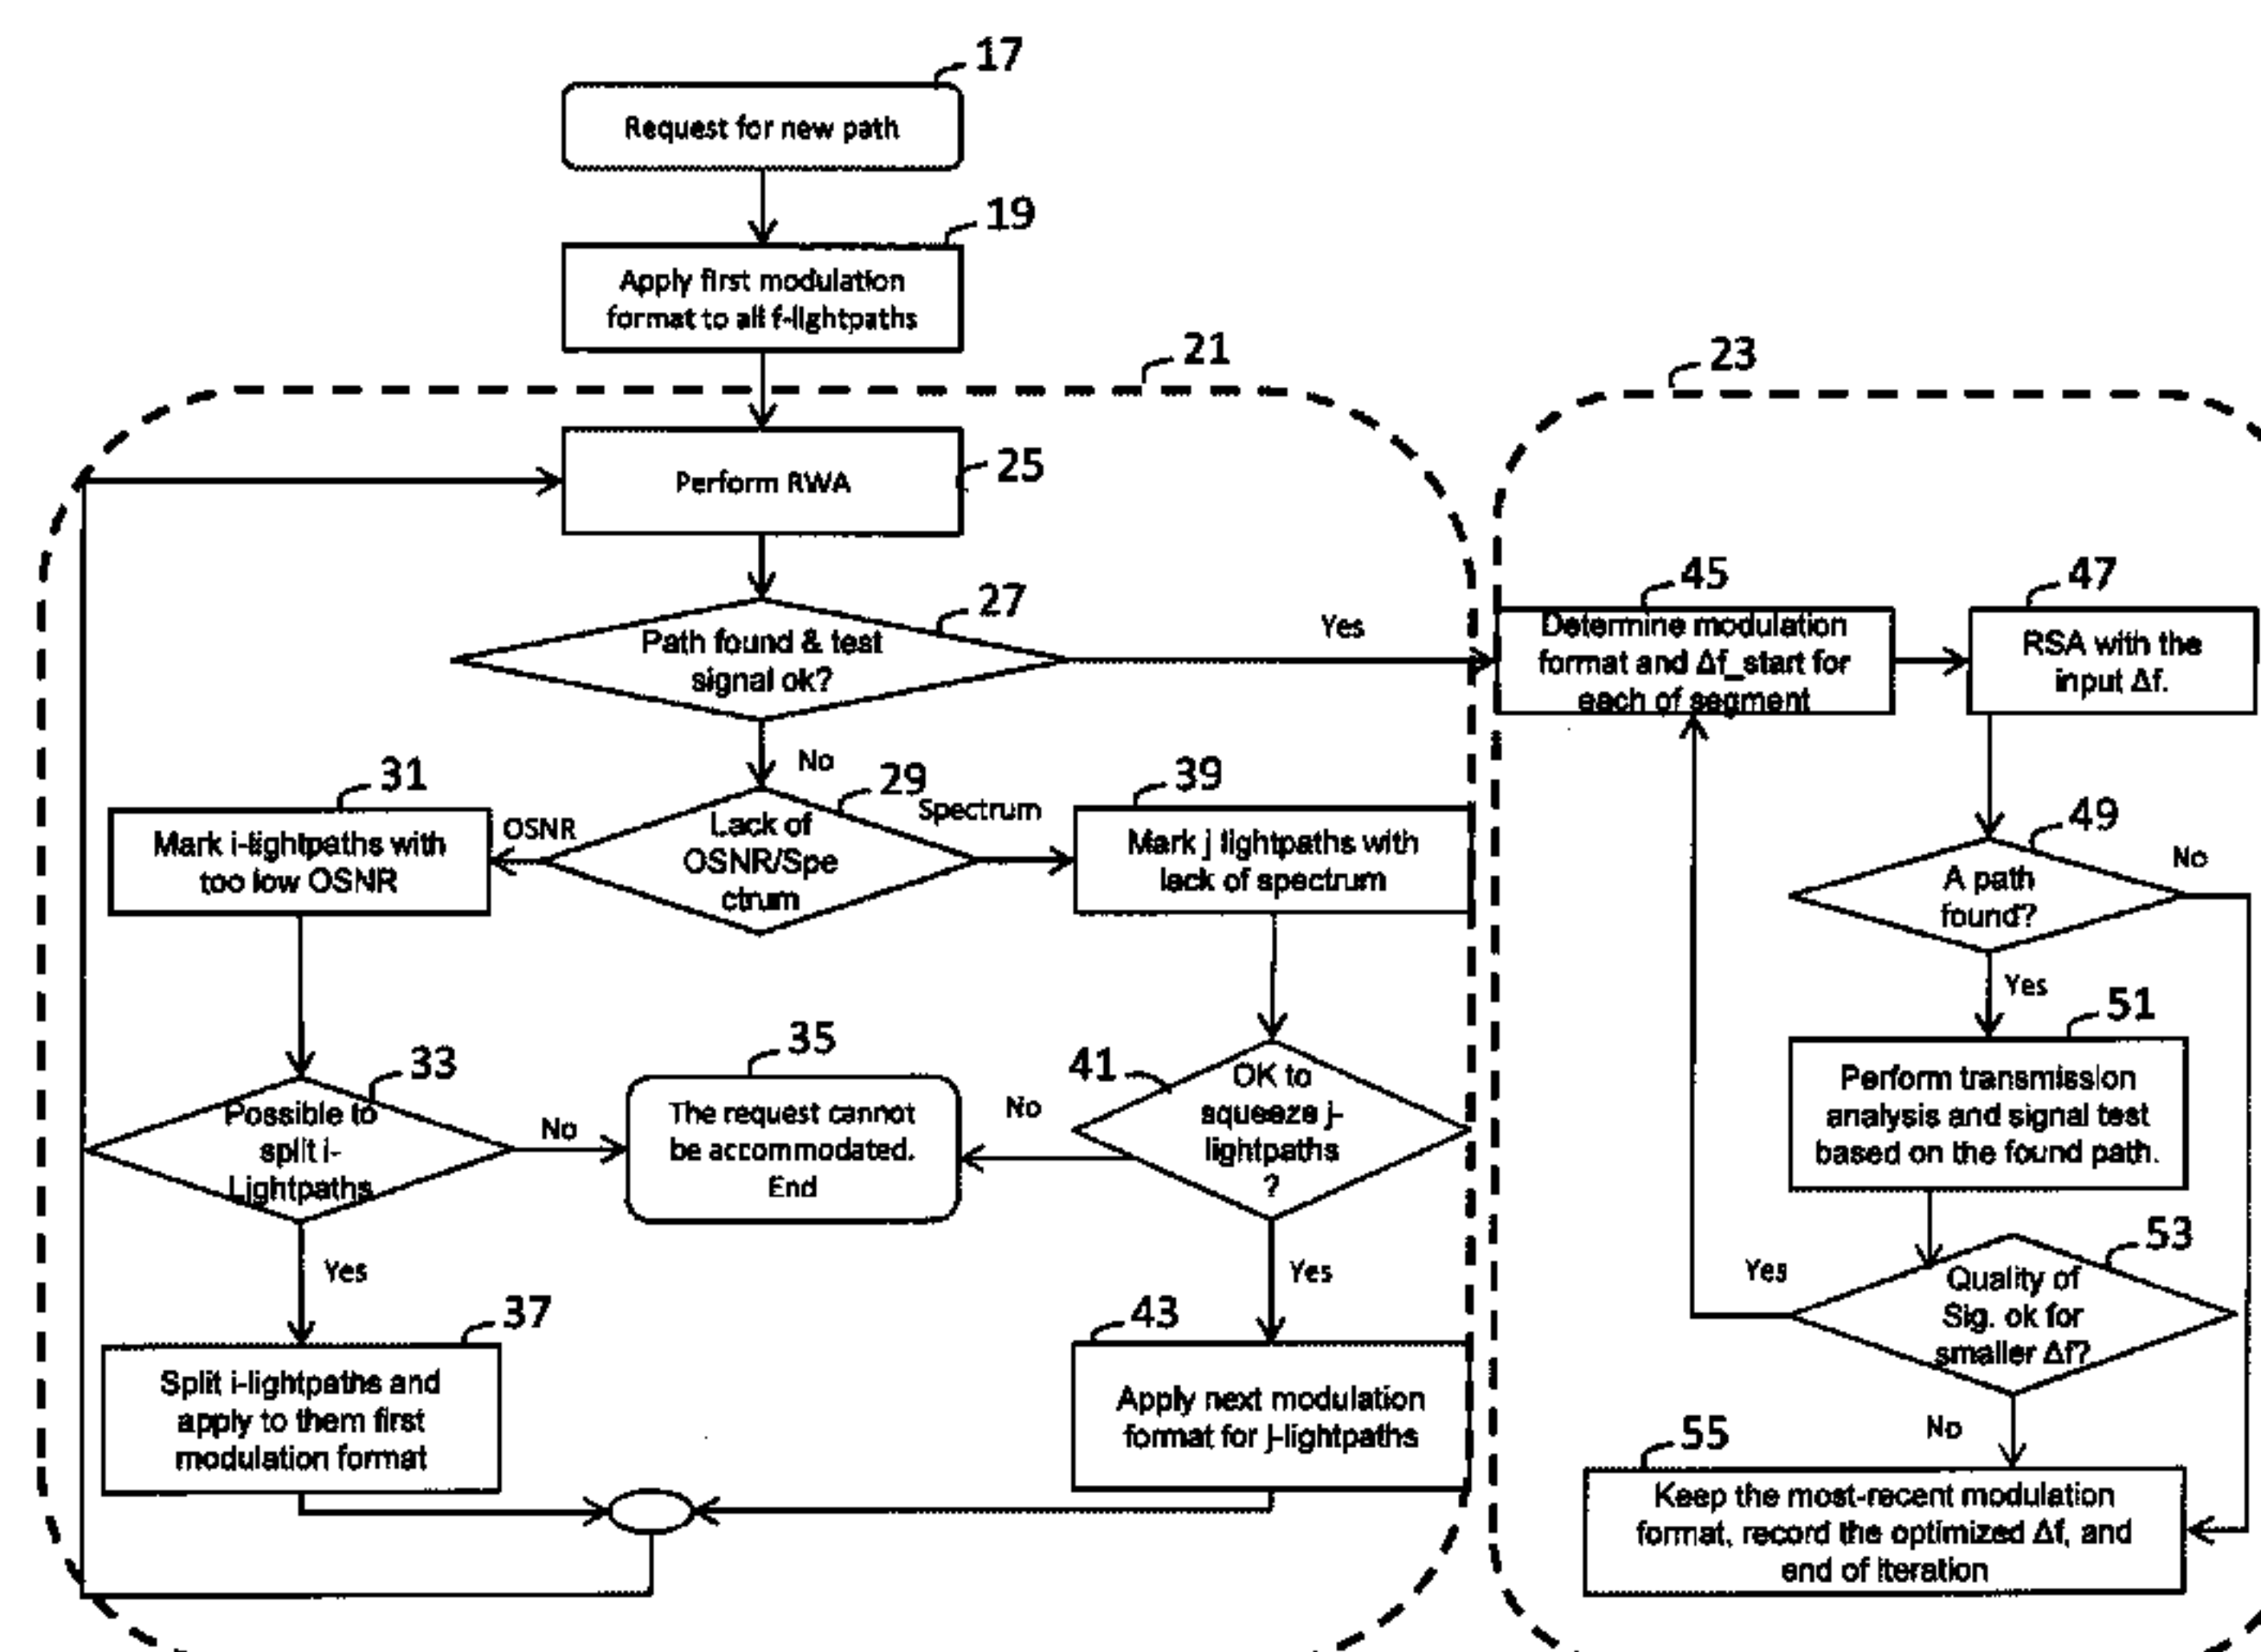 17
Request for new path
19
Apply first modulation
format to all f-lightpaths
21
23
Perform RWA
25
27
Path found & test
signal ok?
Yes
No
45
Determine modulation
format and Δf_start for
each of segment
47
RSA with the
input Δf.
29
Lack of
OSNR/Spe
ctrum
OSNR
Spectrum
31
Mark i-lightpaths with
too low OSNR
39
Mark j lightpaths with
lack of spectrum
49
A path
found?
No
Yes
33
Possible to
split i-
Lightpaths
No
Yes
35
The request cannot
be accommodated.
End
41
OK to
squeeze j-
lightpaths
?
No
Yes
51
Perform transmission
analysis and signal test
based on the found path.
53
Quality of
Sig. ok for
smaller Δf?
Yes
No
37
Split i-lightpaths and
apply to them first
modulation format
43
Apply next modulation
format for j-lightpaths
55
Keep the most-recent modulation
format, record the optimized Δf, and
end of iteration